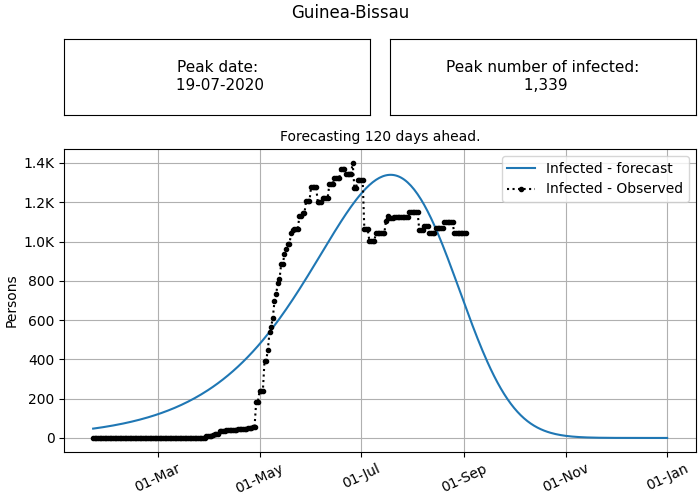 Guinea-Bissau
Peak date:
19-07-2020
Peak number of infected:
1,339
Forecasting 120 days ahead.
Infected - forecast
Infected - Observed
Persons
1.4K
1.2K
1.0K
800
600
400
200
0
01-Mar
01-May
01-Jul
01-Sep
01-Nov
01-Jan